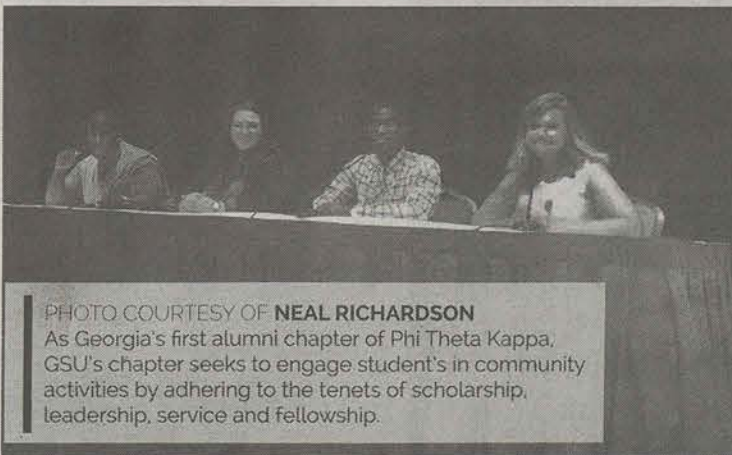 PHOTO COURTESY OF NEAL RICHARDSON
As Georgia's first alumni chapter of Phi Theta Kappa,
GSU's chapter seeks to engage student's in community
activities by adhering to the tenets of scholarship,
leadership, service and fellowship.